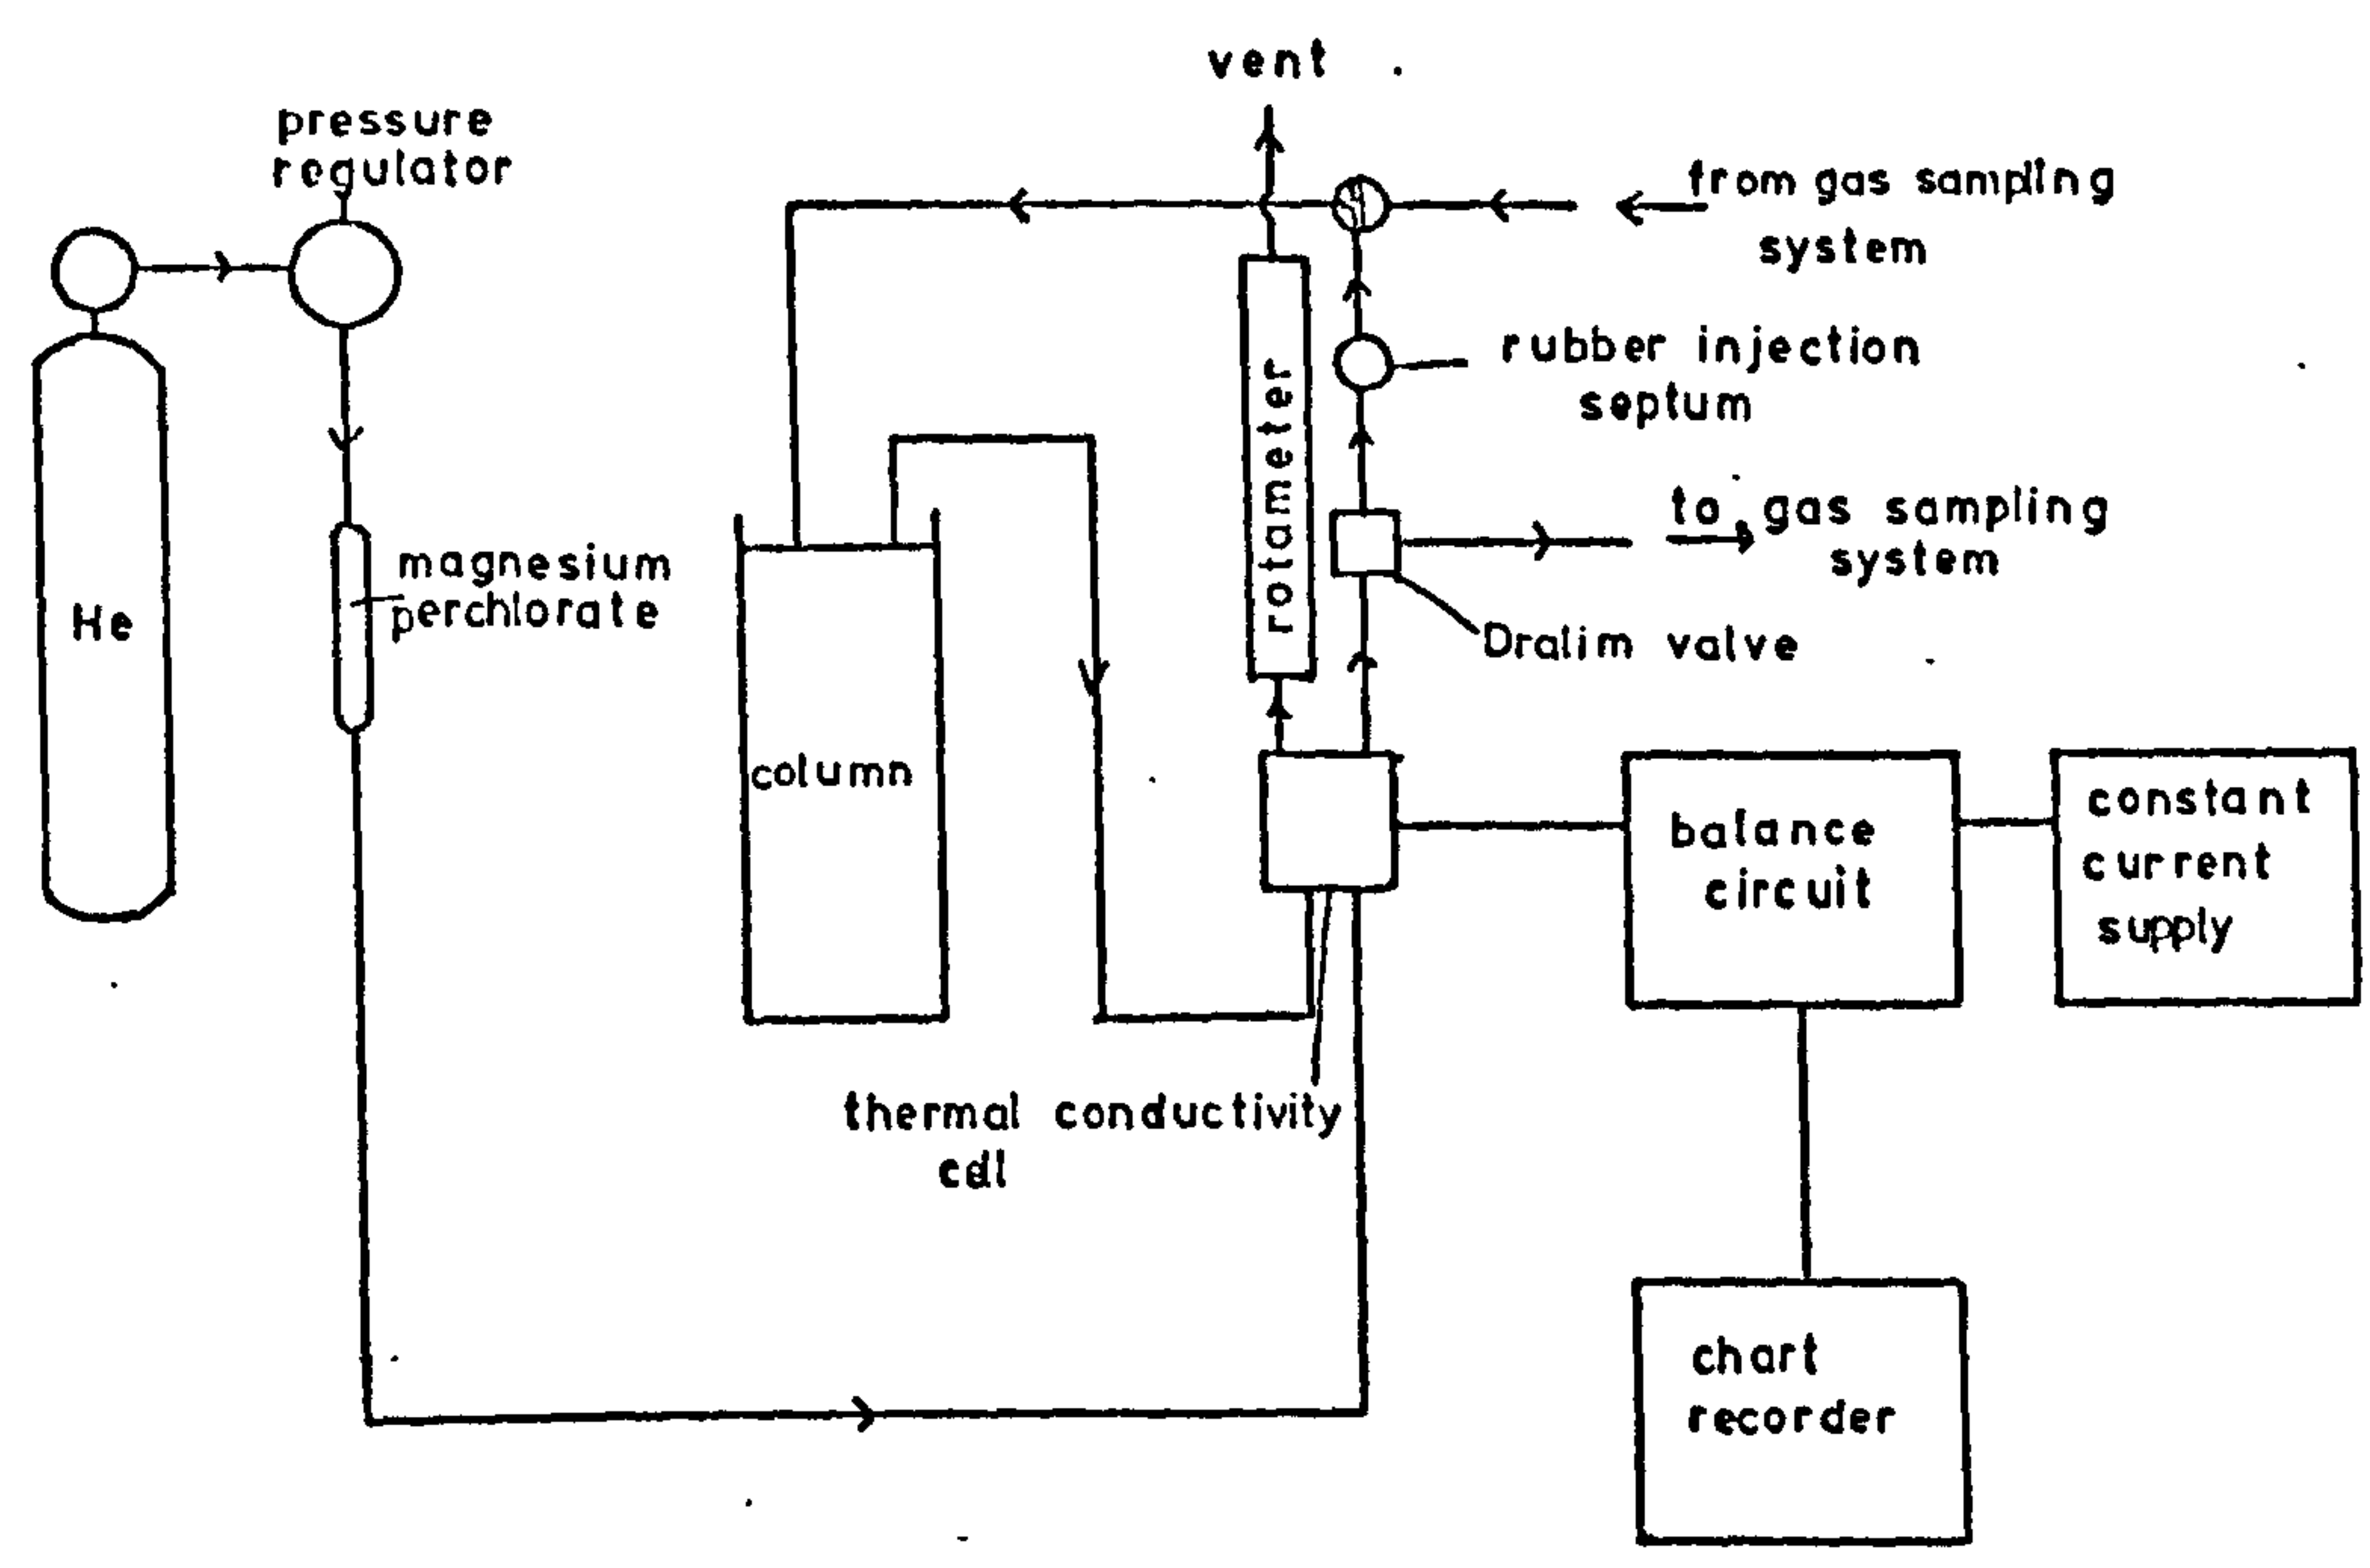 vent
pressure
regulator
from gas sampling
system
rubber injection
septum
to gas sampling
system
magnesium
perchlorate
He
rotameter
Dralim valve
column
balance
circuit
constant
current
supply
thermal conductivity
cell
chart
recorder